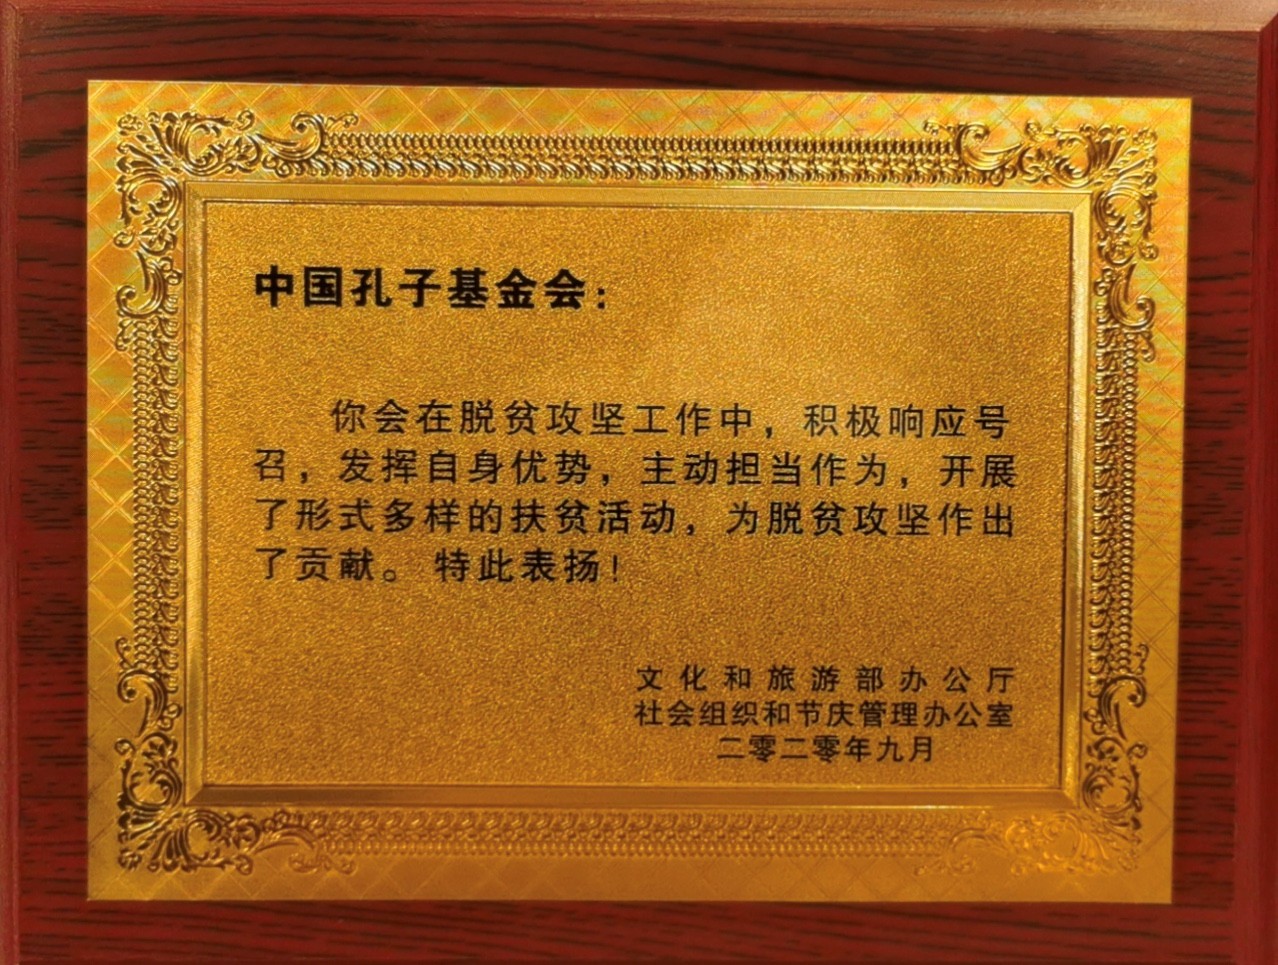 中国孔子基金会：
你会在脱贫攻坚工作中，积极响应号
召，发挥自身优势，主动担当作为，开展
了形式多样的扶贫活动，为脱贫攻坚作出
了贡献。特此表扬！
文化和旅游部办公厅
社会组织和节庆管理办公室
二零二零年九月